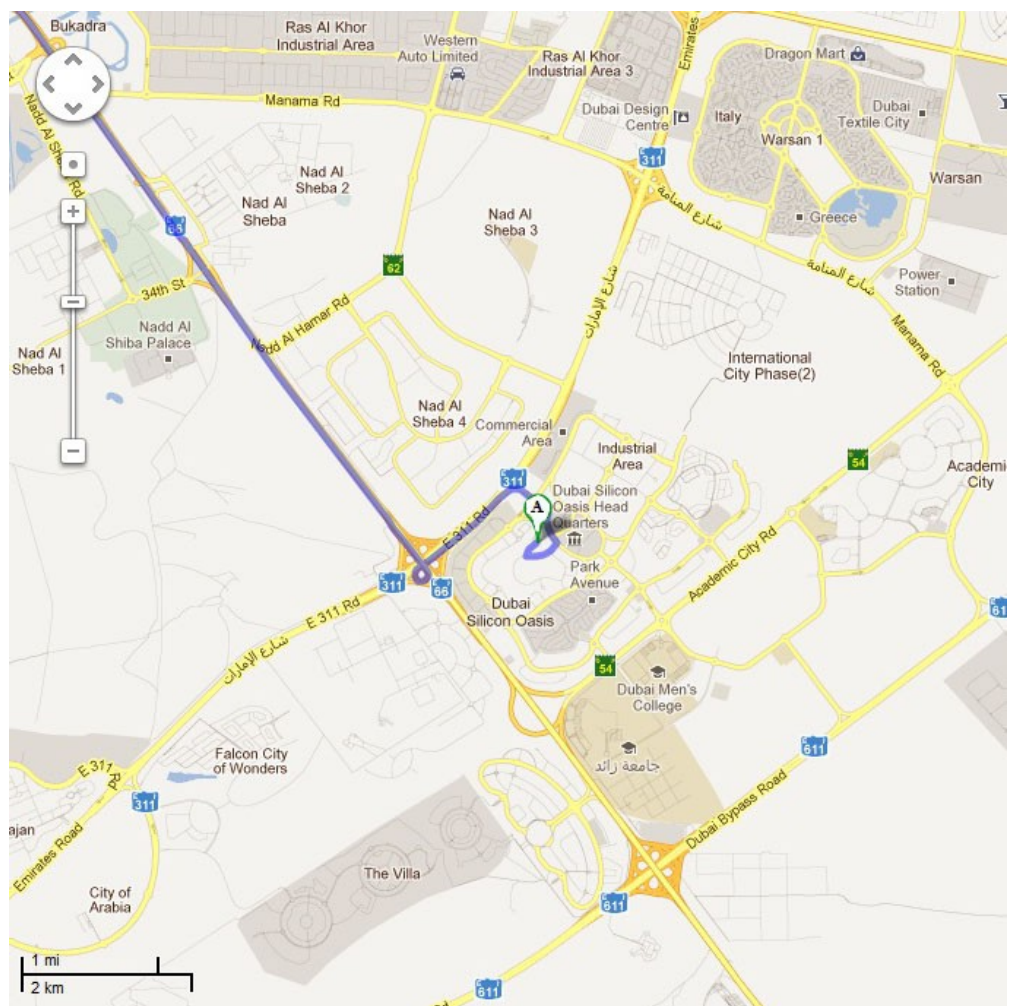 Bukadra
Ras Al Khor
Industrial Area
Western
Auto Limited
Ras Al Khor
Industrial Area 3
Emirates
Dragon Mart
Manama Rd
Dubai Design
Centre
Italy
Dubai
Textile City
Warsan 1
Nadd Al Sheba Rd
311
Nad Al
Sheba 2
Nad Al
Sheba
Nad Al
Sheba 3
شارع المنامة
Warsan
Greece
66
62
شارع الإمارات
شارع المنامة
Power
Station
34th St
Nadd Al Hamar Rd
Nadd Al
Shiba Palace
Nad Al
Sheba 1
Manama Rd
International
City Phase(2)
Nad Al
Sheba 4
Commercial
Area
Industrial
Area
54
Academic
City
311
Dubai Silicon
Oasis Head
Quarters
A
E 311 Rd
Academic City Rd
Park
Avenue
311
66
E 311 Rd
Dubai
Silicon Oasis
61
شارع الإمارات
54
Dubai Men's
College
جامعة زائد
611
Falcon City
of Wonders
E 311 Rd
311
Dubai Bypass Road
ajan
Emirates Road
The Villa
City of
Arabia
611
1 mi
2 km
611
Rd